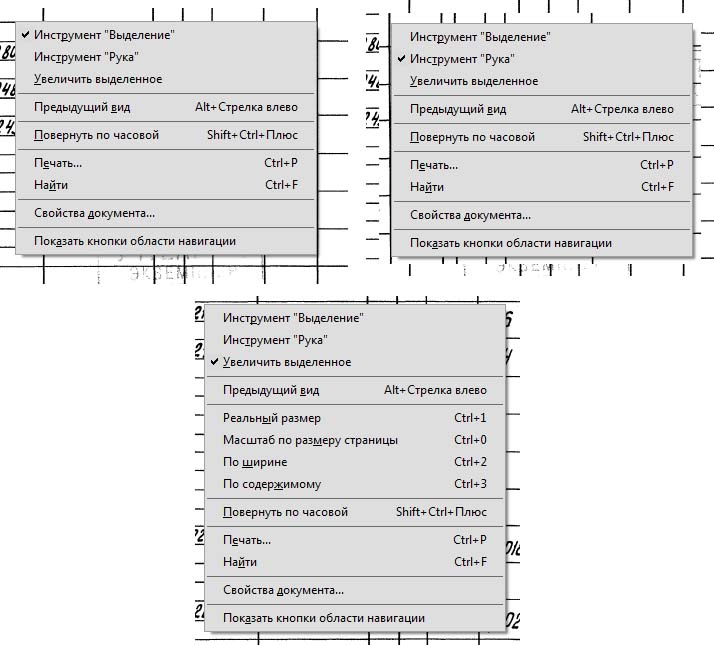 Инструмент "Выделение"
Инструмент "Рука"
Увеличить выделенное
Предыдущий вид Alt+Стрелка влево
Повернуть по часовой Shift+Ctrl+Плюс
Печать... Ctrl+P
Найти Ctrl+F
Свойства документа...
Показать кнопки области навигации
Инструмент "Выделение"
Инструмент "Рука"
Увеличить выделенное
Предыдущий вид Alt+Стрелка влево
Повернуть по часовой Shift+Ctrl+Плюс
Печать... Ctrl+P
Найти Ctrl+F
Свойства документа...
Показать кнопки области навигации
Инструмент "Выделение"
Инструмент "Рука"
Увеличить выделенное
Предыдущий вид Alt+Стрелка влево
Реальный размер Ctrl+1
Масштаб по размеру страницы Ctrl+0
По ширине Ctrl+2
По содержимому Ctrl+3
Повернуть по часовой Shift+Ctrl+Плюс
Печать... Ctrl+P
Найти Ctrl+F
Свойства документа...
Показать кнопки области навигации